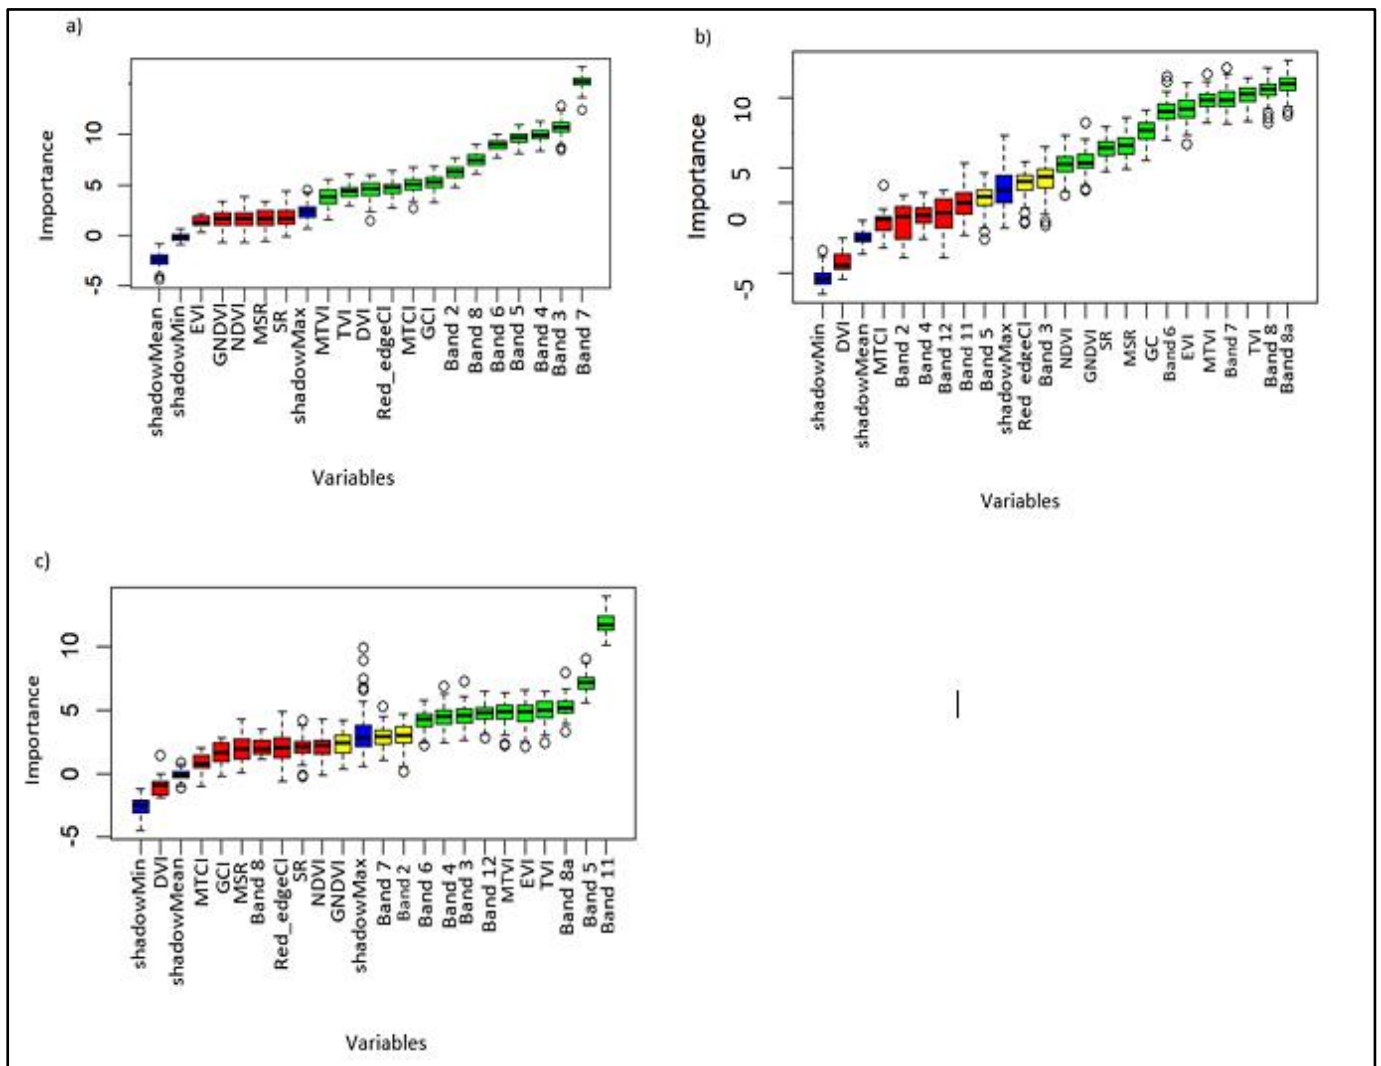 a)
Importance
10
5
0
-5
shadowMean
shadowMin
EVI
GNDVI
NDVI
MSR
SR
shadowMax
MTVI
TVI
DVI
Red_edgeCI
MTCI
GCI
Band 2
Band 8
Band 6
Band 5
Band 4
Band 3
Band 7
Variables
b)
Importance
10
5
0
-5
shadowMin
DVI
shadowMean
MTCI
Band 2
Band 4
Band 12
Band 11
Band 5
shadowMax
Red_edgeCI
Band 3
NDVI
GNDVI
SR
MSR
GC
Band 6
EVI
MTVI
Band 7
TVI
Band 8
Band 8a
Variables
c)
Importance
10
5
0
-5
shadowMin
DVI
shadowMean
MTCI
GCI
MSR
Band 8
Red_edgeCI
SR
NDVI
GNDVI
shadowMax
Band 7
Band 2
Band 6
Band 4
Band 3
Band 12
MTVI
EVI
TVI
Band 8a
Band 5
Band 11
Variables